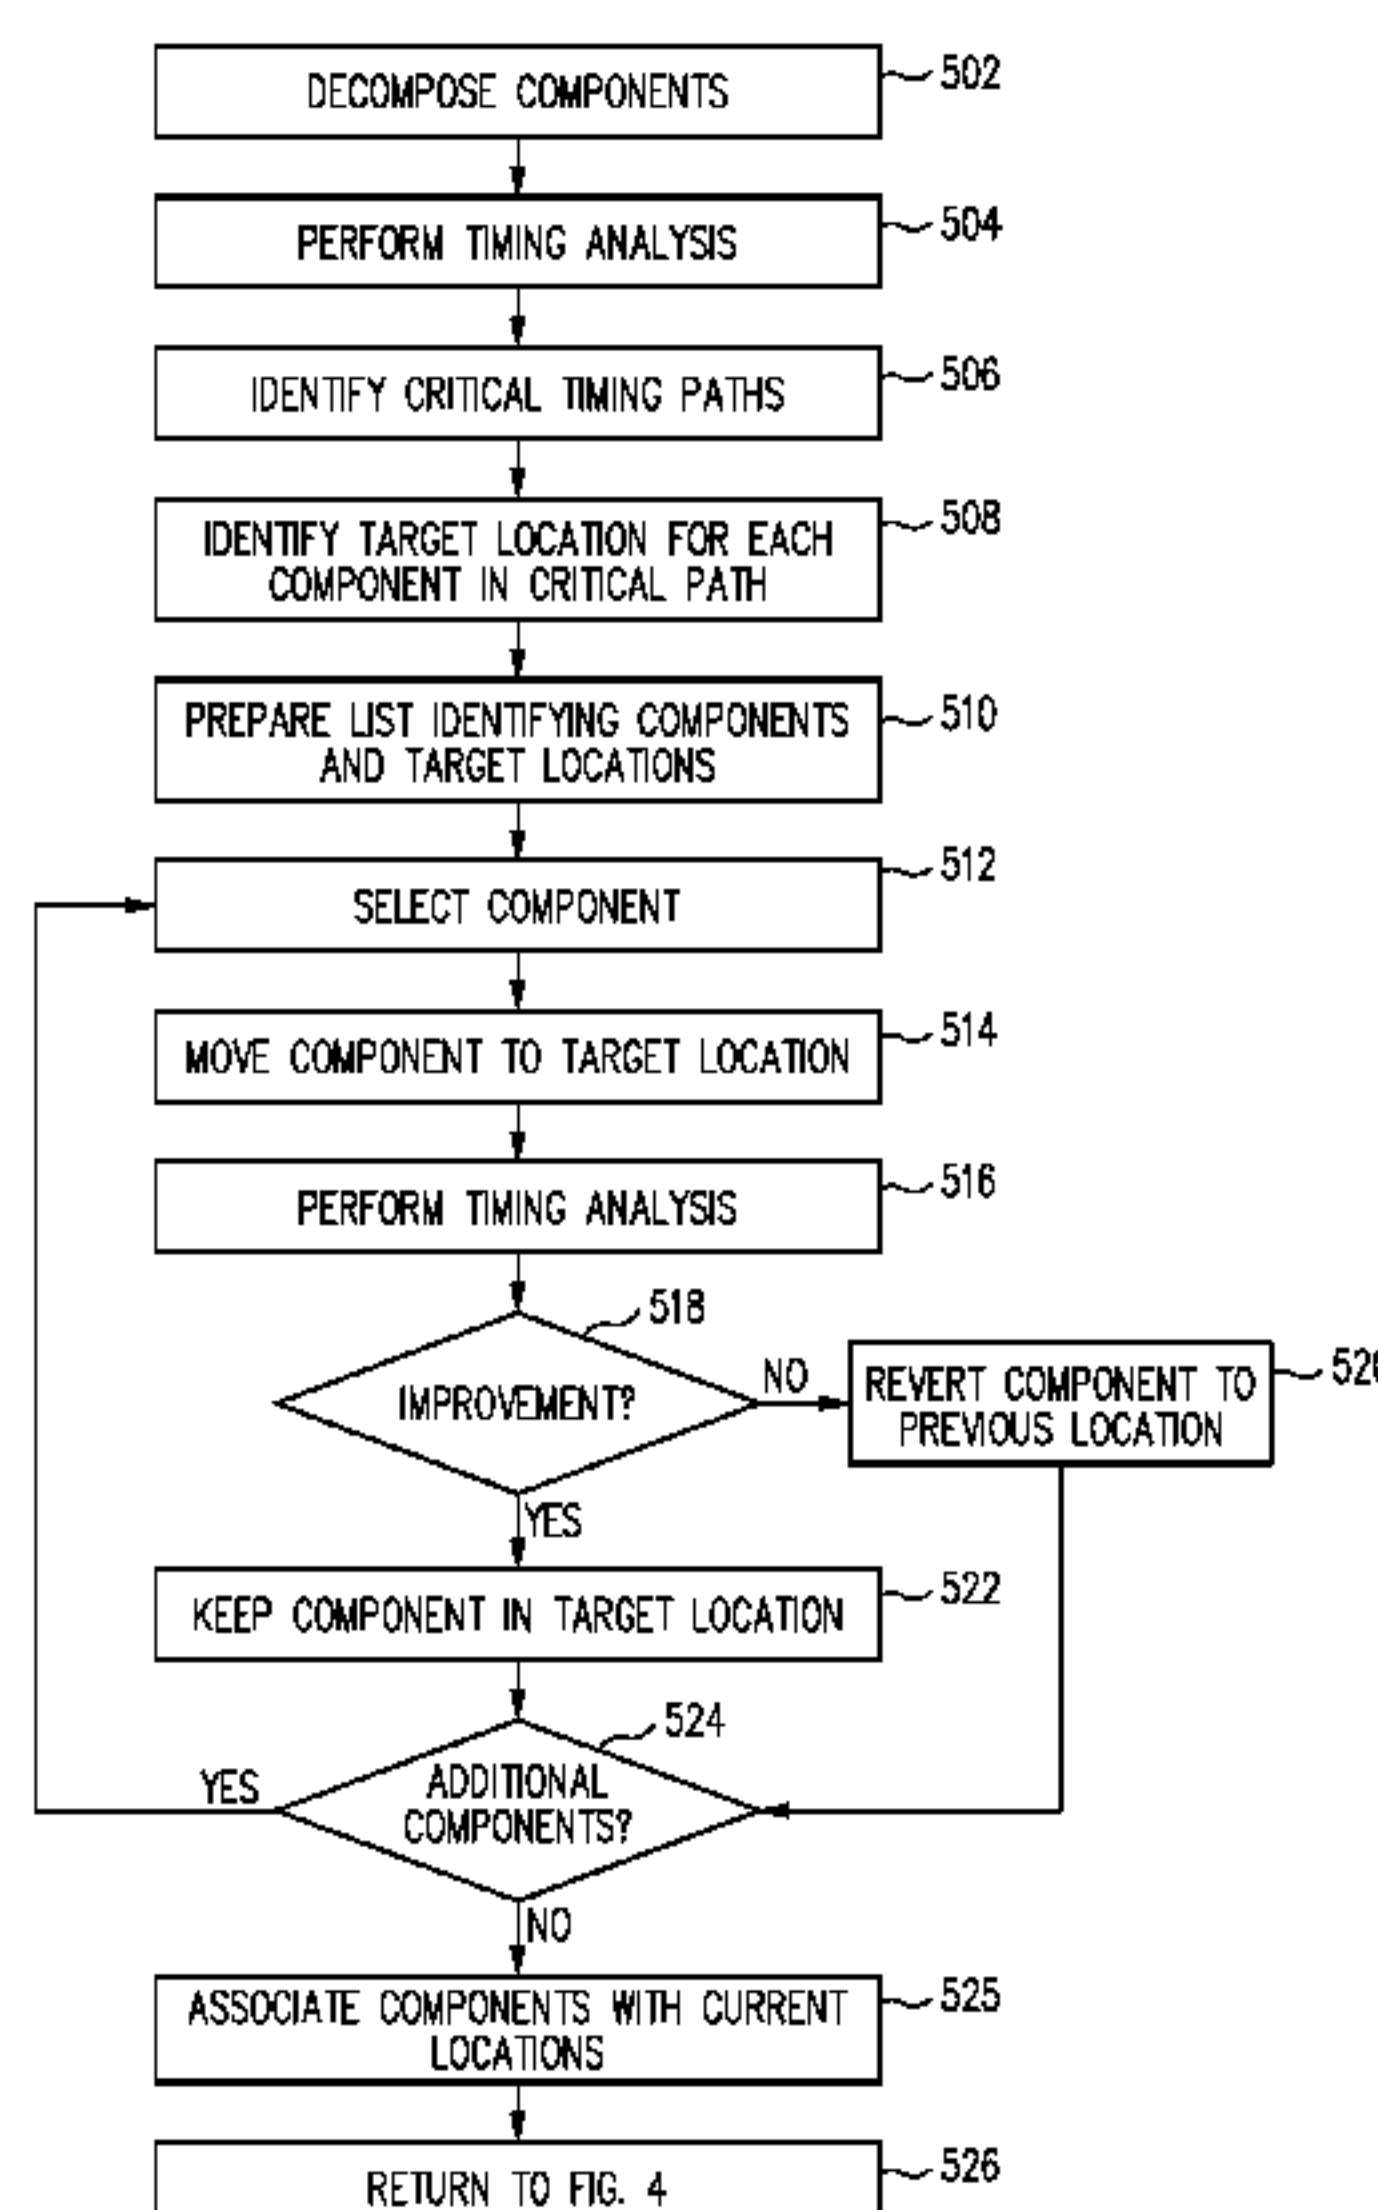 DECOMPOSE COMPONENTS
502
PERFORM TIMING ANALYSIS
504
IDENTIFY CRITICAL TIMING PATHS
506
IDENTIFY TARGET LOCATION FOR EACH
COMPONENT IN CRITICAL PATH
508
PREPARE LIST IDENTIFYING COMPONENTS
AND TARGET LOCATIONS
510
SELECT COMPONENT
512
MOVE COMPONENT TO TARGET LOCATION
514
PERFORM TIMING ANALYSIS
516
IMPROVEMENT?
518
NO
REVERT COMPONENT TO
PREVIOUS LOCATION
YES
KEEP COMPONENT IN TARGET LOCATION
522
ADDITIONAL
COMPONENTS?
524
YES
NO
ASSOCIATE COMPONENTS WITH CURRENT
LOCATIONS
525
RETURN TO FIG. 4
526